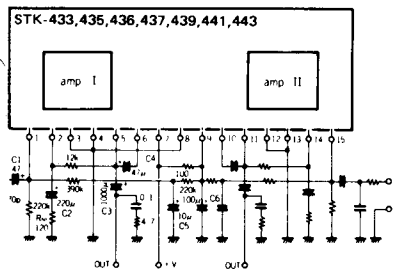 STK-433,435,436,437,439,441,443
amp I
amp II
1 2 3 4 5 6 7 8 9 10 11 12 13 14 15
C1
47
12k
390k
47μ
C4
100
220k
100μ
C6
10μ
C5
220k
220μ
C2
120
1000μ
C3
0.1
4.7
OUT
+V
OUT